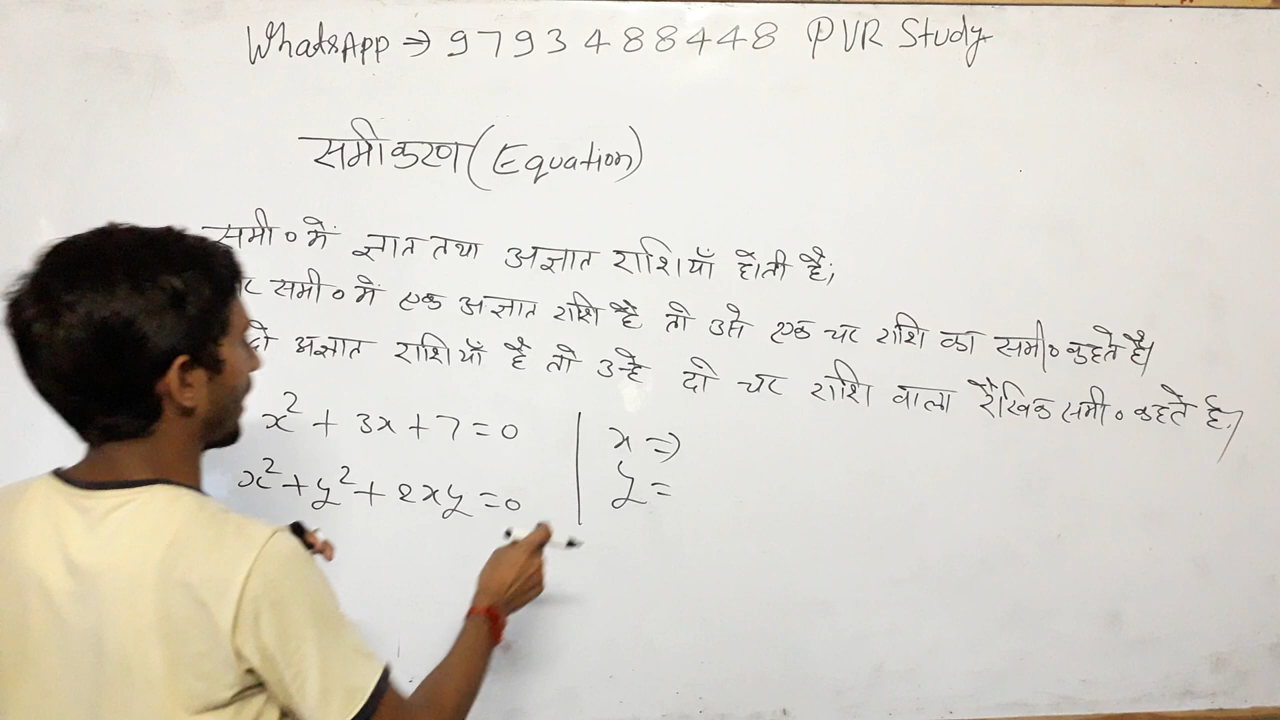 WhatsApp ⇒ 9793488448 PVR Study
समीकरण (Equation)
समी० में ज्ञात तथा अज्ञात राशियाँ होती है;
समी० में एक अज्ञात राशि है तो उसे एक चर राशि का समी० कहते है।
दो अज्ञात राशियाँ है तो उन्हे दो चर राशि वाला रैखिक समी० कहते है।
x² + 3x + 7 = 0
x² + y² + 2xy = 0
x ⇒
y =